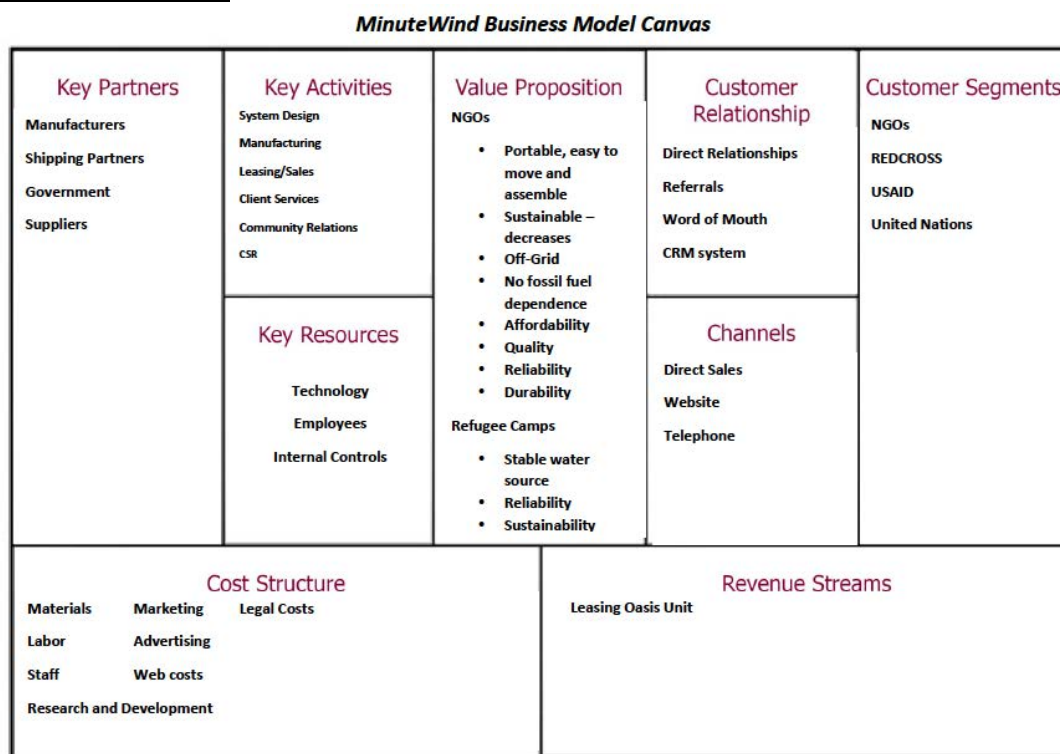 MinuteWind Business Model Canvas
Key Partners
Manufacturers
Shipping Partners
Government
Suppliers
Key Activities
System Design
Manufacturing
Leasing/Sales
Client Services
Community Relations
CSR
Key Resources
Technology
Employees
Internal Controls
Value Proposition
NGOs
• Portable, easy to
move and
assemble
• Sustainable –
decreases
• Off-Grid
• No fossil fuel
dependence
• Affordability
• Quality
• Reliability
• Durability
Refugee Camps
• Stable water
source
• Reliability
• Sustainability
Customer
Relationship
Direct Relationships
Referrals
Word of Mouth
CRM system
Channels
Direct Sales
Website
Telephone
Customer Segments
NGOs
REDCROSS
USAID
United Nations
Cost Structure
Materials Marketing Legal Costs
Labor Advertising
Staff Web costs
Research and Development
Revenue Streams
Leasing Oasis Unit